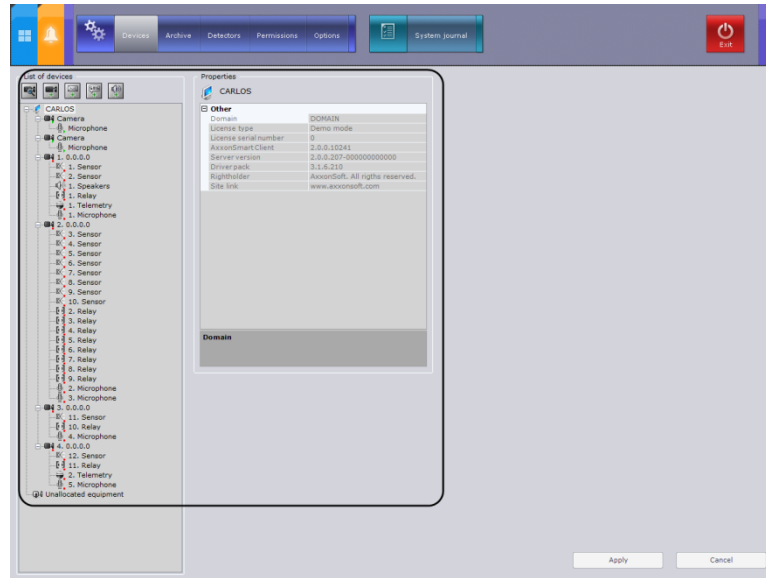 Devices Archive Detectors Permissions Options System journal
Exit
List of devices
CARLOS
Camera
Microphone
Camera
Microphone
1. 0.0.0.0
1. Sensor
2. Sensor
1. Speakers
1. Relay
1. Telemetry
1. Microphone
2. 0.0.0.0
3. Sensor
4. Sensor
5. Sensor
6. Sensor
7. Sensor
8. Sensor
9. Sensor
10. Sensor
2. Relay
3. Relay
4. Relay
5. Relay
6. Relay
7. Relay
8. Relay
9. Relay
2. Microphone
3. Microphone
3. 0.0.0.0
11. Sensor
10. Relay
4. Microphone
4. 0.0.0.0
12. Sensor
11. Relay
2. Telemetry
5. Microphone
Unallocated equipment
Properties
CARLOS
Other
Domain DOMAIN
License type Demo mode
License serial number 0
AxxonSmart Client 2.0.0.10241
Server version 2.0.0.207-000000000000
Driver pack 3.1.6.210
Rightholder AxxonSoft. All rigths reserved.
Site link www.axxonsoft.com
Domain
Apply Cancel